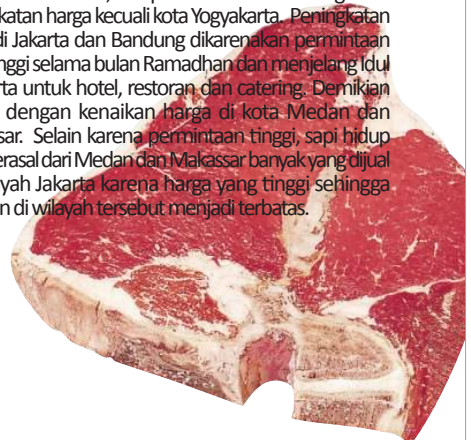 katan harga kecuali kota Yogyakarta. Peningkatan
di Jakarta dan Bandung dikarenakan permintaan
nggi selama bulan Ramadhan dan menjelang Idul
rta untuk hotel, restoran dan catering. Demikian
dengan kenaikan harga di kota Medan dan
sar. Selain karena permintaan tinggi, sapi hidup
erasal dari Medan dan Makassar banyak yang dijual
yah Jakarta karena harga yang tinggi sehingga
n di wilayah tersebut menjadi terbatas.